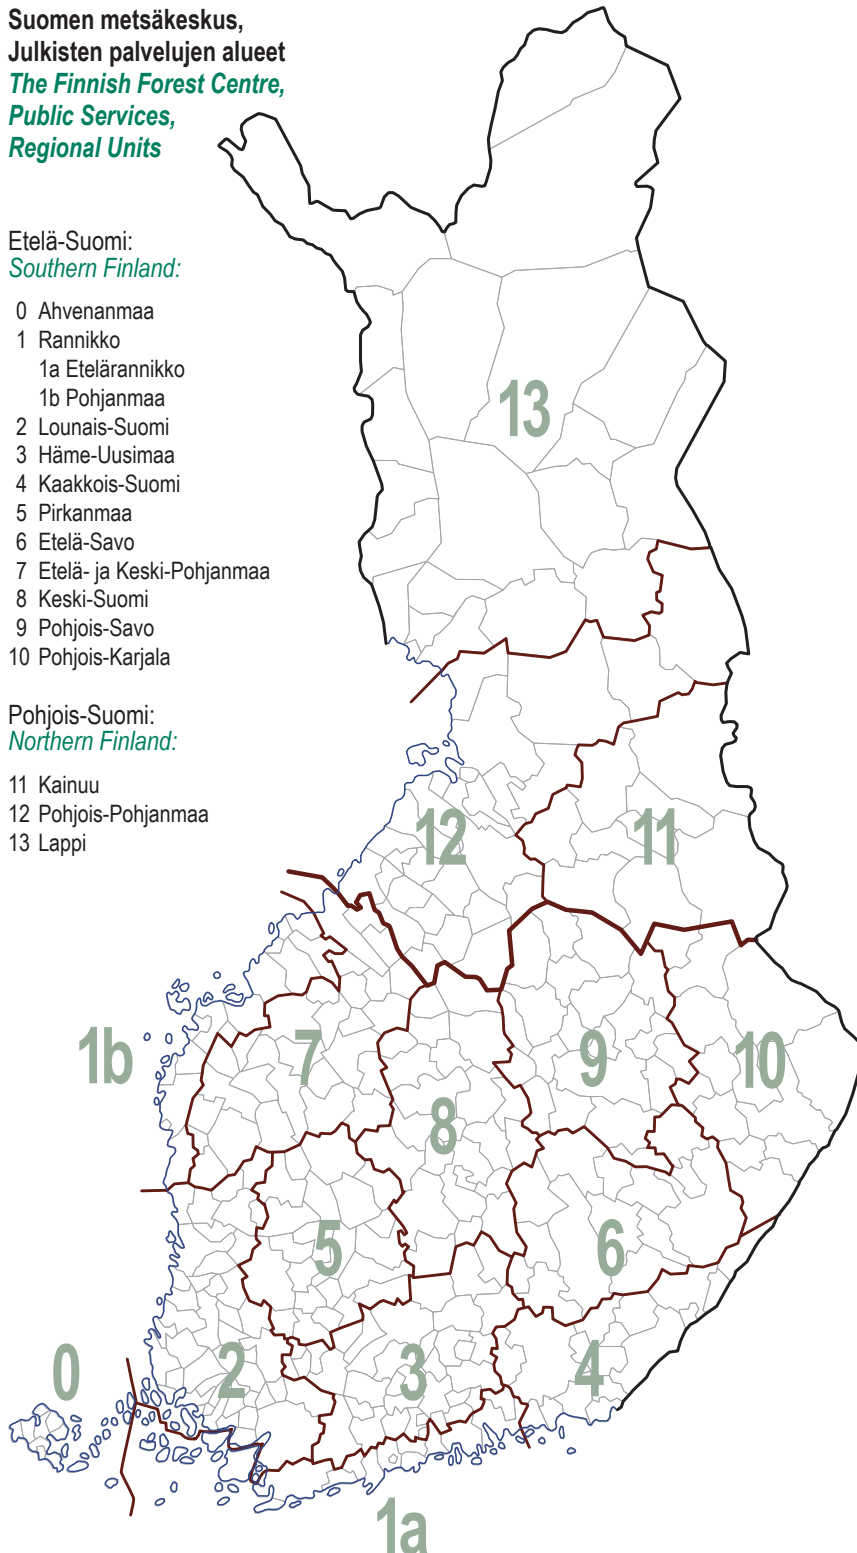 Suomen metsäkeskus,
Julkisten palvelujen alueet
The Finnish Forest Centre,
Public Services,
Regional Units
Etelä-Suomi:
Southern Finland:
0 Ahvenanmaa
1 Rannikko
1a Etelärannikko
1b Pohjanmaa
2 Lounais-Suomi
3 Häme-Uusimaa
4 Kaakkois-Suomi
5 Pirkanmaa
6 Etelä-Savo
7 Etelä- ja Keski-Pohjanmaa
8 Keski-Suomi
9 Pohjois-Savo
10 Pohjois-Karjala
Pohjois-Suomi:
Northern Finland:
11 Kainuu
12 Pohjois-Pohjanmaa
13 Lappi
13
12
11
1b
7
9
10
8
5
6
0
2
3
4
1a